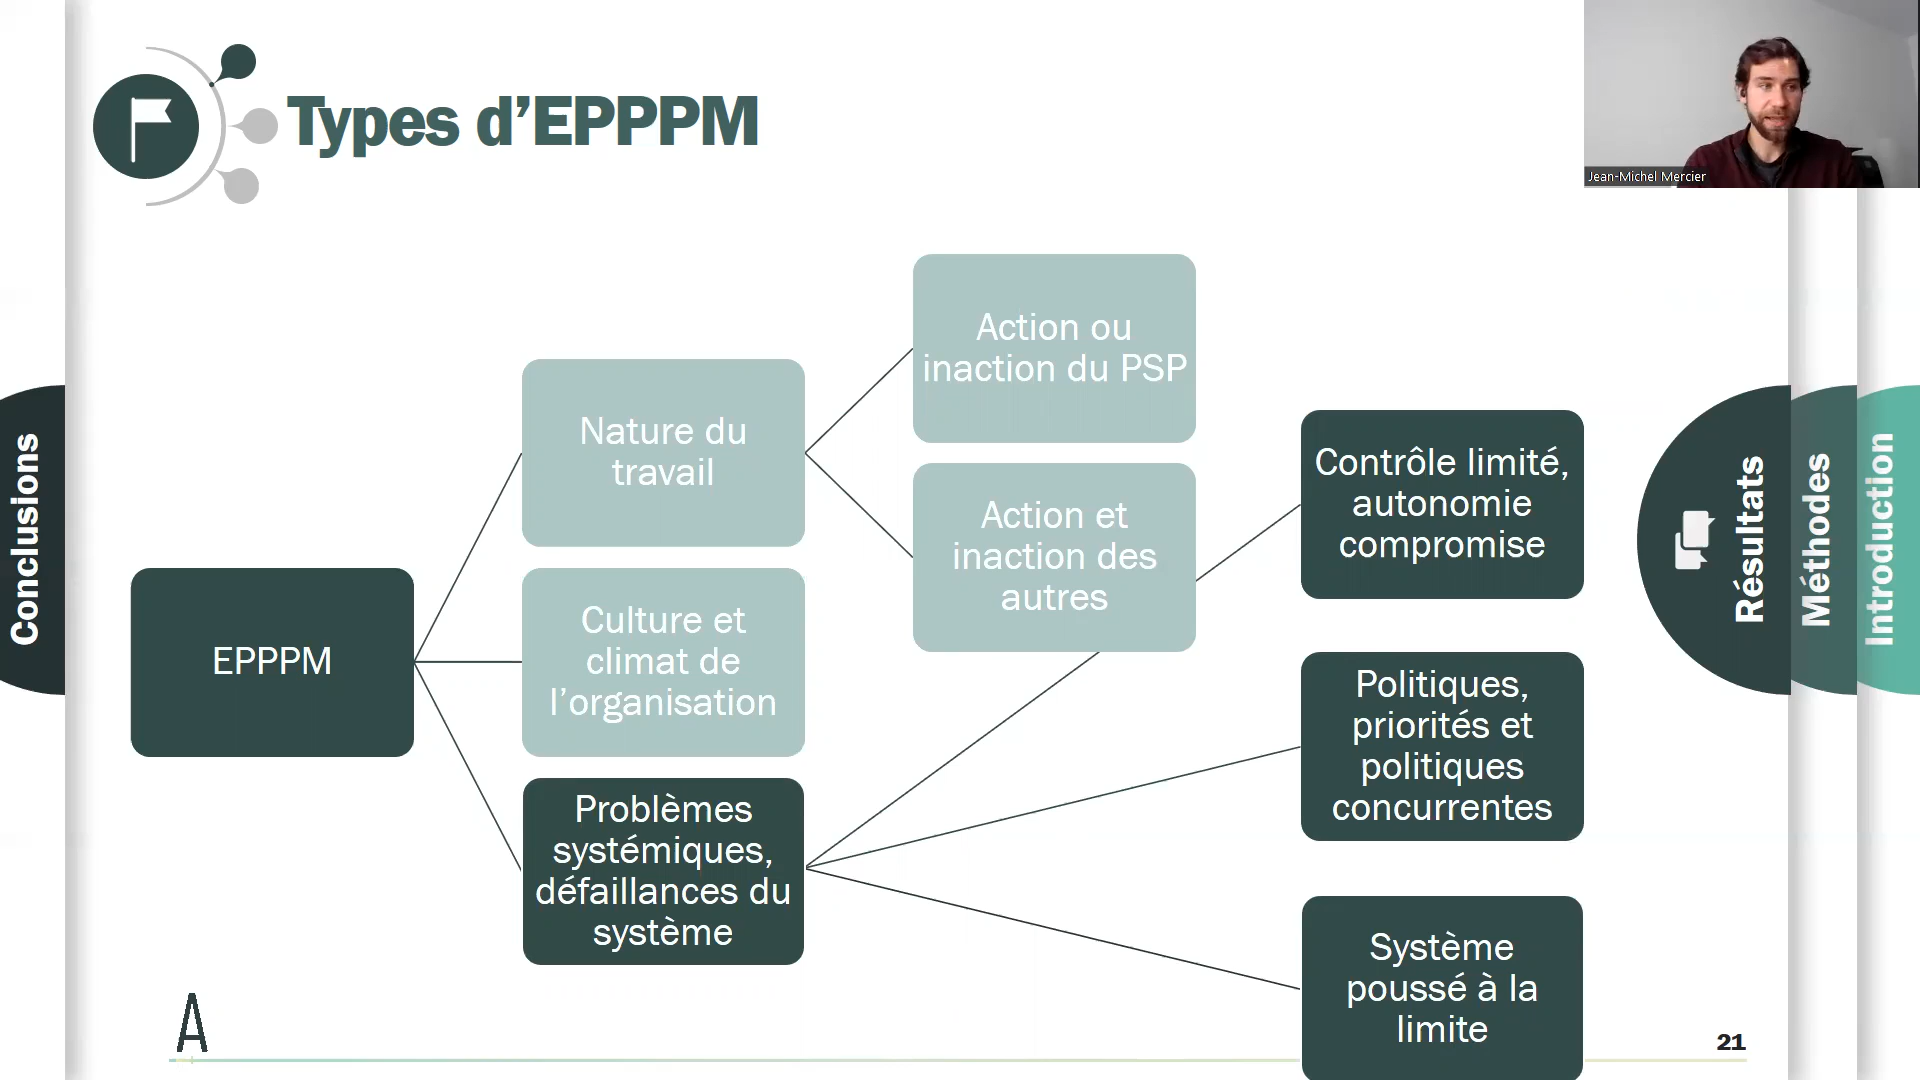 Types d’EPPPM
Jean-Michel Mercier
Conclusions
EPPPM
Nature du
travail
Culture et
climat de
l’organisation
Problèmes
systémiques,
défaillances du
système
Action ou
inaction du PSP
Action et
inaction des
autres
Contrôle limité,
autonomie
compromise
Politiques,
priorités et
politiques
concurrentes
Système
poussé à la
limite
Résultats
Méthodes
Introduction
A
21